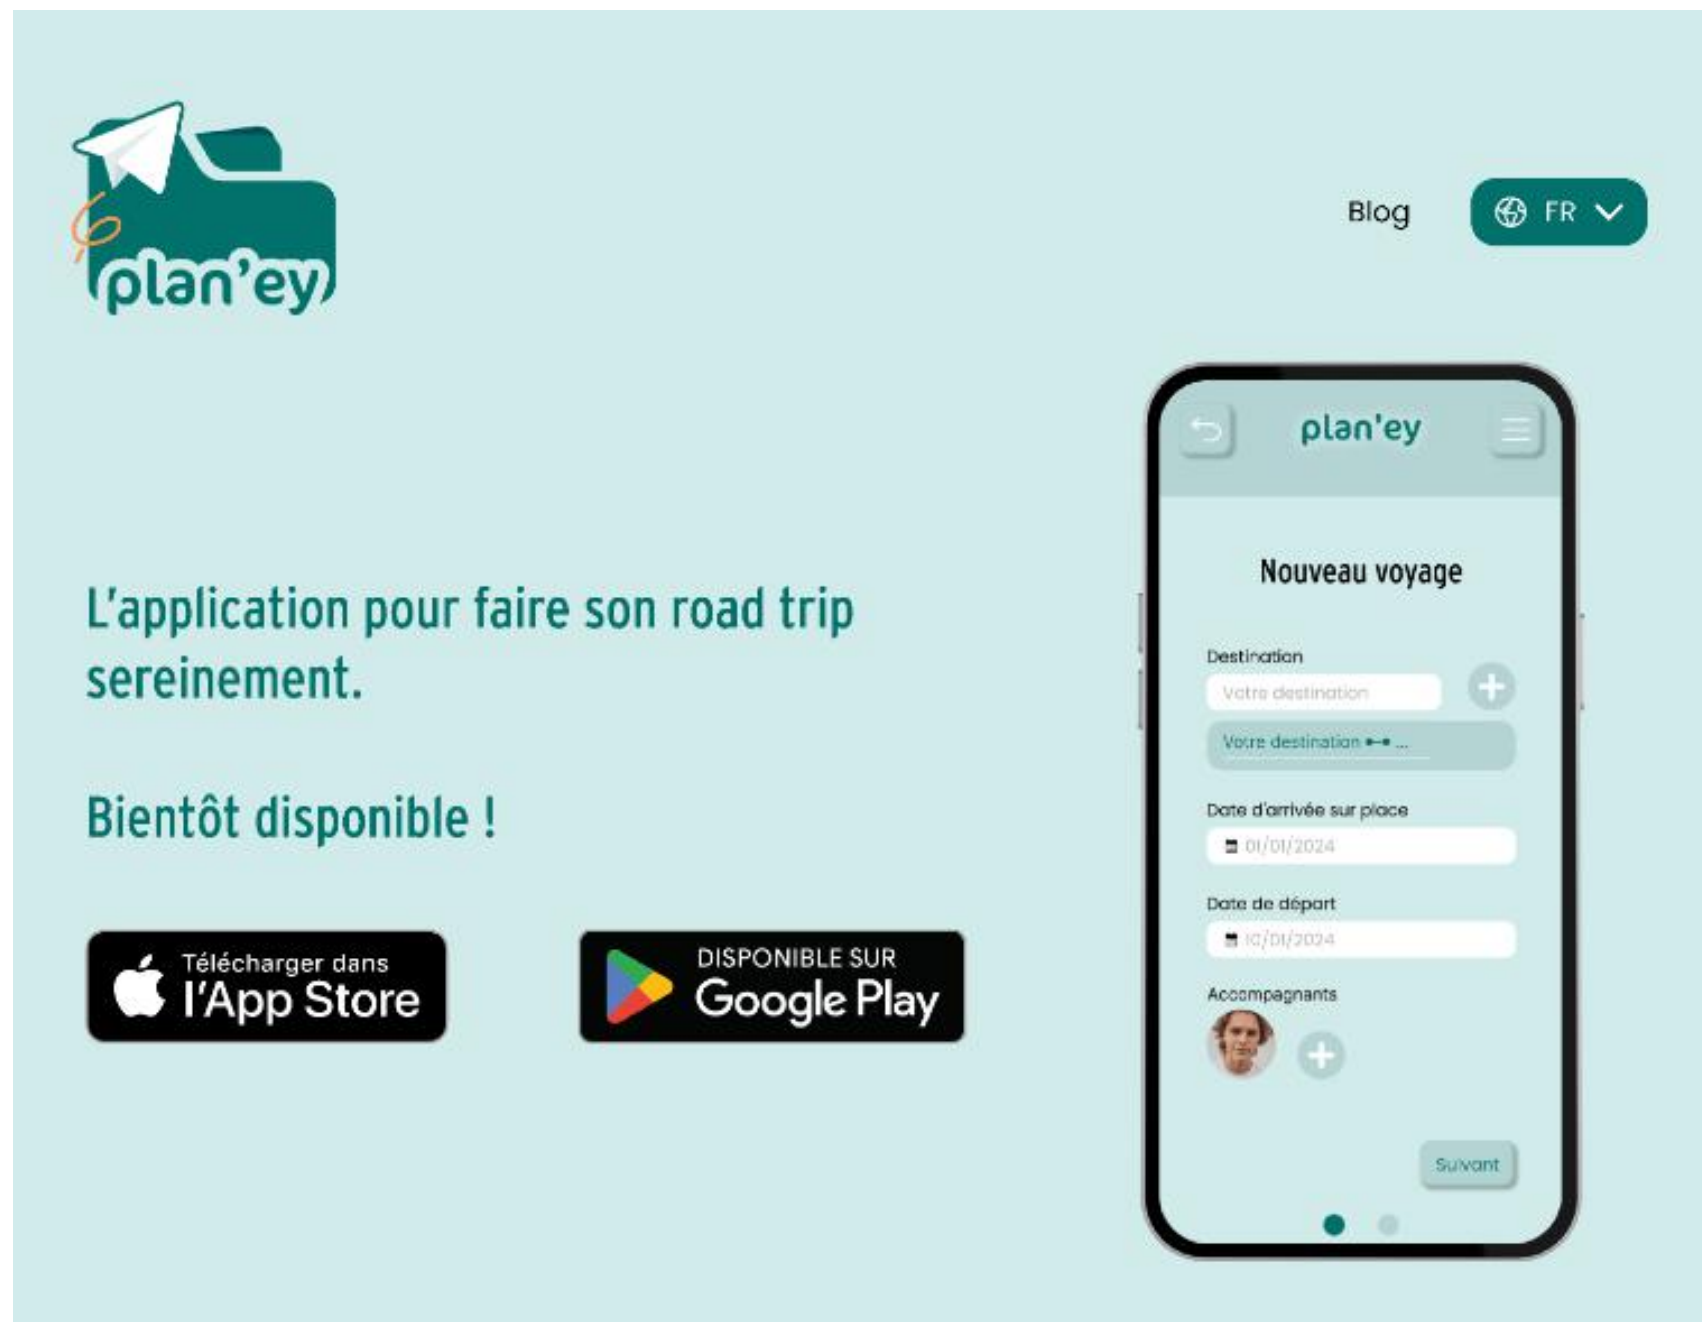 plan'ey
Blog
FR
L'application pour faire son road trip
sereinement.
Bientôt disponible !
Télécharger dans
l'App Store
DISPONIBLE SUR
Google Play
plan'ey
Nouveau voyage
Destination
Votre destination
Votre destination ...
Date d'arrivée sur place
01/01/2024
Date de départ
10/01/2024
Accompagnants
Suivant